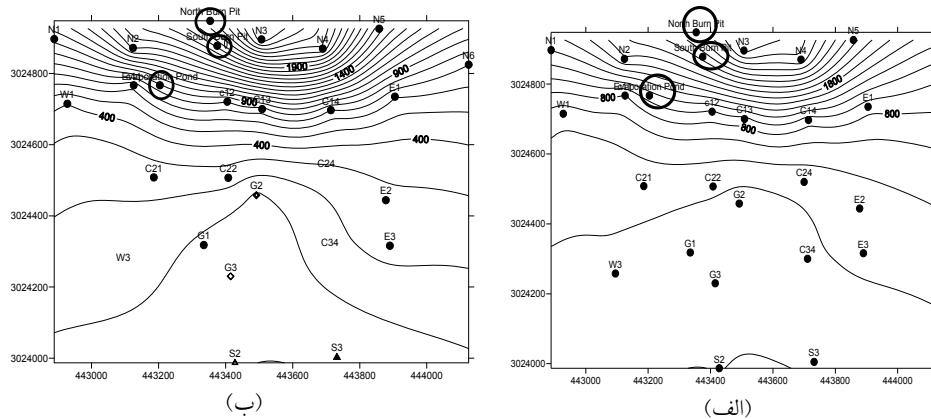 North Burn Pit
N1
N2
South Burn Pit
N3
N4
N5
N6
1900
1400
900
3024800
Evaporation Pond
W1
c12
900
C13
C14
E1
400
400
400
3024600
C21
C22
C24
G2
E2
3024400
G1
C34
E3
W3
G3
3024200
S2
S3
3024000
443000 443200 443400 443600 443800 444000
(ب)
North Burn Pit
N1
N2
South Burn Pit
N3
N4
N5
1800
3024800
Evaporation Pond
800
W1
c12
C13
C14
E1
800
800
3024600
C21
C22
C24
G2
E2
3024400
G1
C34
E3
W3
G3
3024200
S2
S3
3024000
443000 443200 443400 443600 443800 444000
(الف)